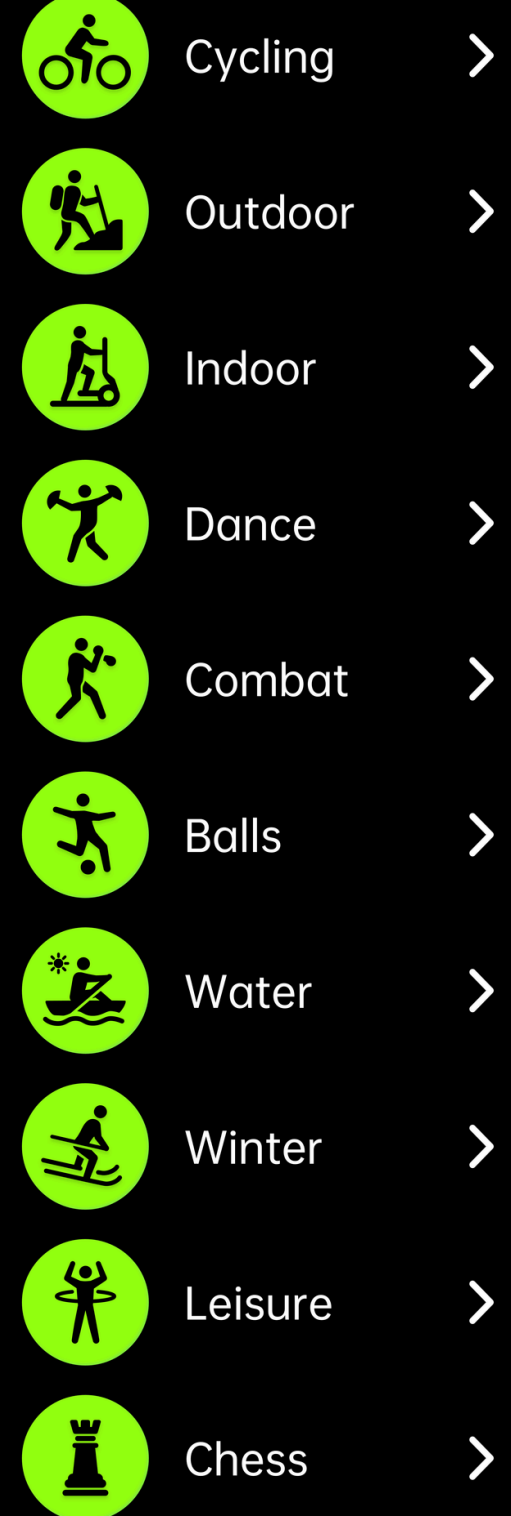 Cycling
Outdoor
Indoor
Dance
Combat
Balls
Water
Winter
Leisure
Chess